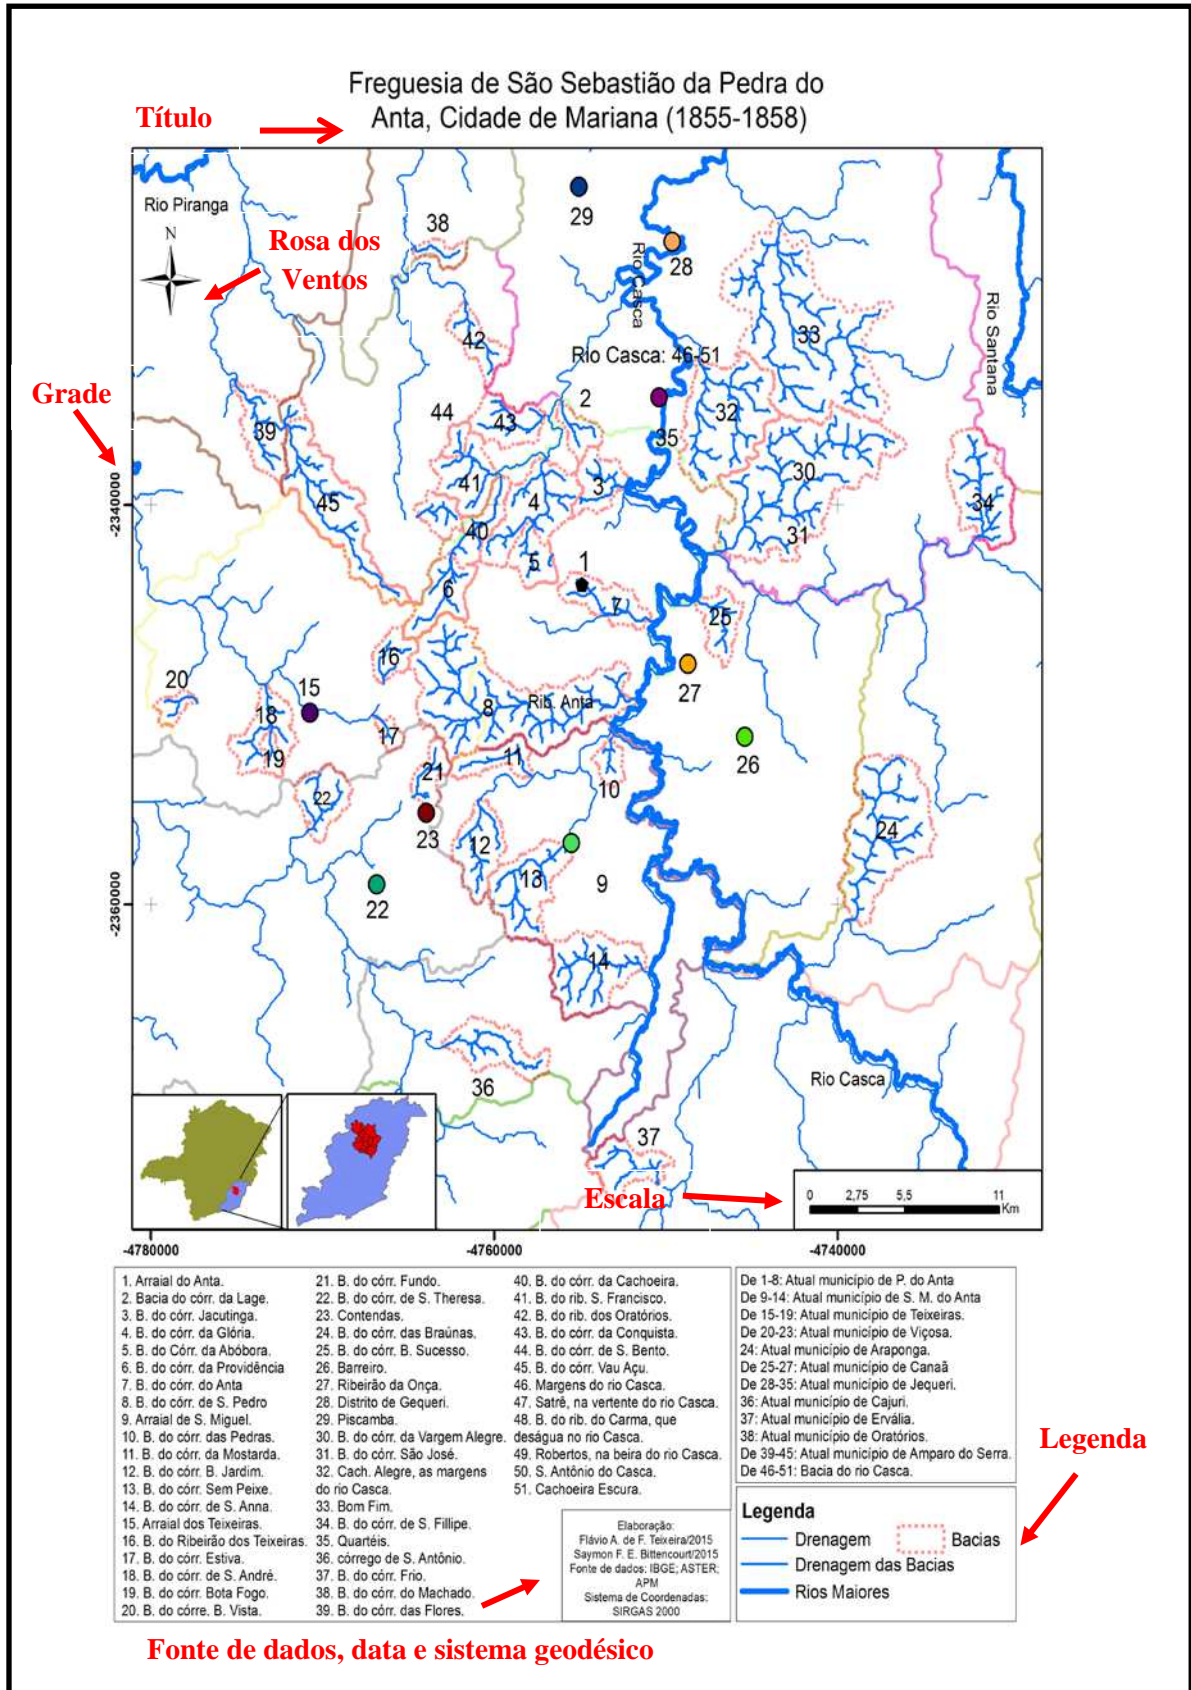 Freguesia de São Sebastião da Pedra do
Anta, Cidade de Mariana (1855-1858)
Título
Rio Piranga
N
Rosa dos
Ventos
Grade
38
29
28
Rio Casca
33
Rio Santana
42
Rio Casca: 46-51
2
44
43
32
35
39
30
41
3
4
34
45
40
31
5
1
6
7
25
16
20
15
27
18
8
Rib. Anta
17
26
19
11
21
10
22
24
23
12
13
9
22
14
36
Rio Casca
37
Escala
0 2,75 5,5 11
Km
-2340000
-2360000
-4780000
-4760000
-4740000
1. Arraial do Anta.
2. Bacia do córr. da Lage.
3. B. do córr. Jacutinga.
4. B. do córr. da Glória.
5. B. do Córr. da Abóbora.
6. B. do córr. da Providência
7. B. do córr. do Anta
8. B. do córr. de S. Pedro
9. Arraial de S. Miguel.
10. B. do córr. das Pedras.
11. B. do córr. da Mostarda.
12. B. do córr. B. Jardim.
13. B. do córr. Sem Peixe.
14. B. do córr. de S. Anna.
15. Arraial dos Teixeiras.
16. B. do Ribeirão dos Teixeiras.
17. B. do córr. Estiva.
18. B. do córr. de S. André.
19. B. do córr. Bota Fogo.
20. B. do córre. B. Vista.
21. B. do córr. Fundo.
22. B. do córr. de S. Theresa.
23. Contendas.
24. B. do córr. das Braúnas.
25. B. do córr. B. Sucesso.
26. Barreiro.
27. Ribeirão da Onça.
28. Distrito de Gequeri.
29. Piscamba.
30. B. do córr. da Vargem Alegre.
31. B. do córr. São José.
32. Cach. Alegre, as margens
do rio Casca.
33. Bom Fim.
34. B. do córr. de S. Fillipe.
35. Quartéis.
36. córrego de S. Antônio.
37. B. do córr. Frio.
38. B. do córr. do Machado.
39. B. do córr. das Flores.
40. B. do córr. da Cachoeira.
41. B. do rib. S. Francisco.
42. B. do rib. dos Oratórios.
43. B. do córr. da Conquista.
44. B. do córr. de S. Bento.
45. B. do córr. Vau Açu.
46. Margens do rio Casca.
47. Satrê, na vertente do rio Casca.
48. B. do rib. do Carma, que
deságua no rio Casca.
49. Robertos, na beira do rio Casca.
50. S. Antônio do Casca.
51. Cachoeira Escura.
Elaboração:
Flávio A. de F. Teixeira/2015
Saymon F. E. Bittencourt/2015
Fonte de dados: IBGE; ASTER;
APM
Sistema de Coordenadas:
SIRGAS 2000
De 1-8: Atual município de P. do Anta
De 9-14: Atual município de S. M. do Anta
De 15-19: Atual município de Teixeiras.
De 20-23: Atual município de Viçosa.
24: Atual município de Araponga.
De 25-27: Atual município de Canaã
De 28-35: Atual município de Jequeri.
36: Atual município de Cajuri.
37: Atual município de Ervália.
38: Atual município de Oratórios.
De 39-45: Atual município de Amparo do Serra.
De 46-51: Bacia do rio Casca.
Legenda
Legenda
Drenagem
Bacias
Drenagem das Bacias
Rios Maiores
Fonte de dados, data e sistema geodésico